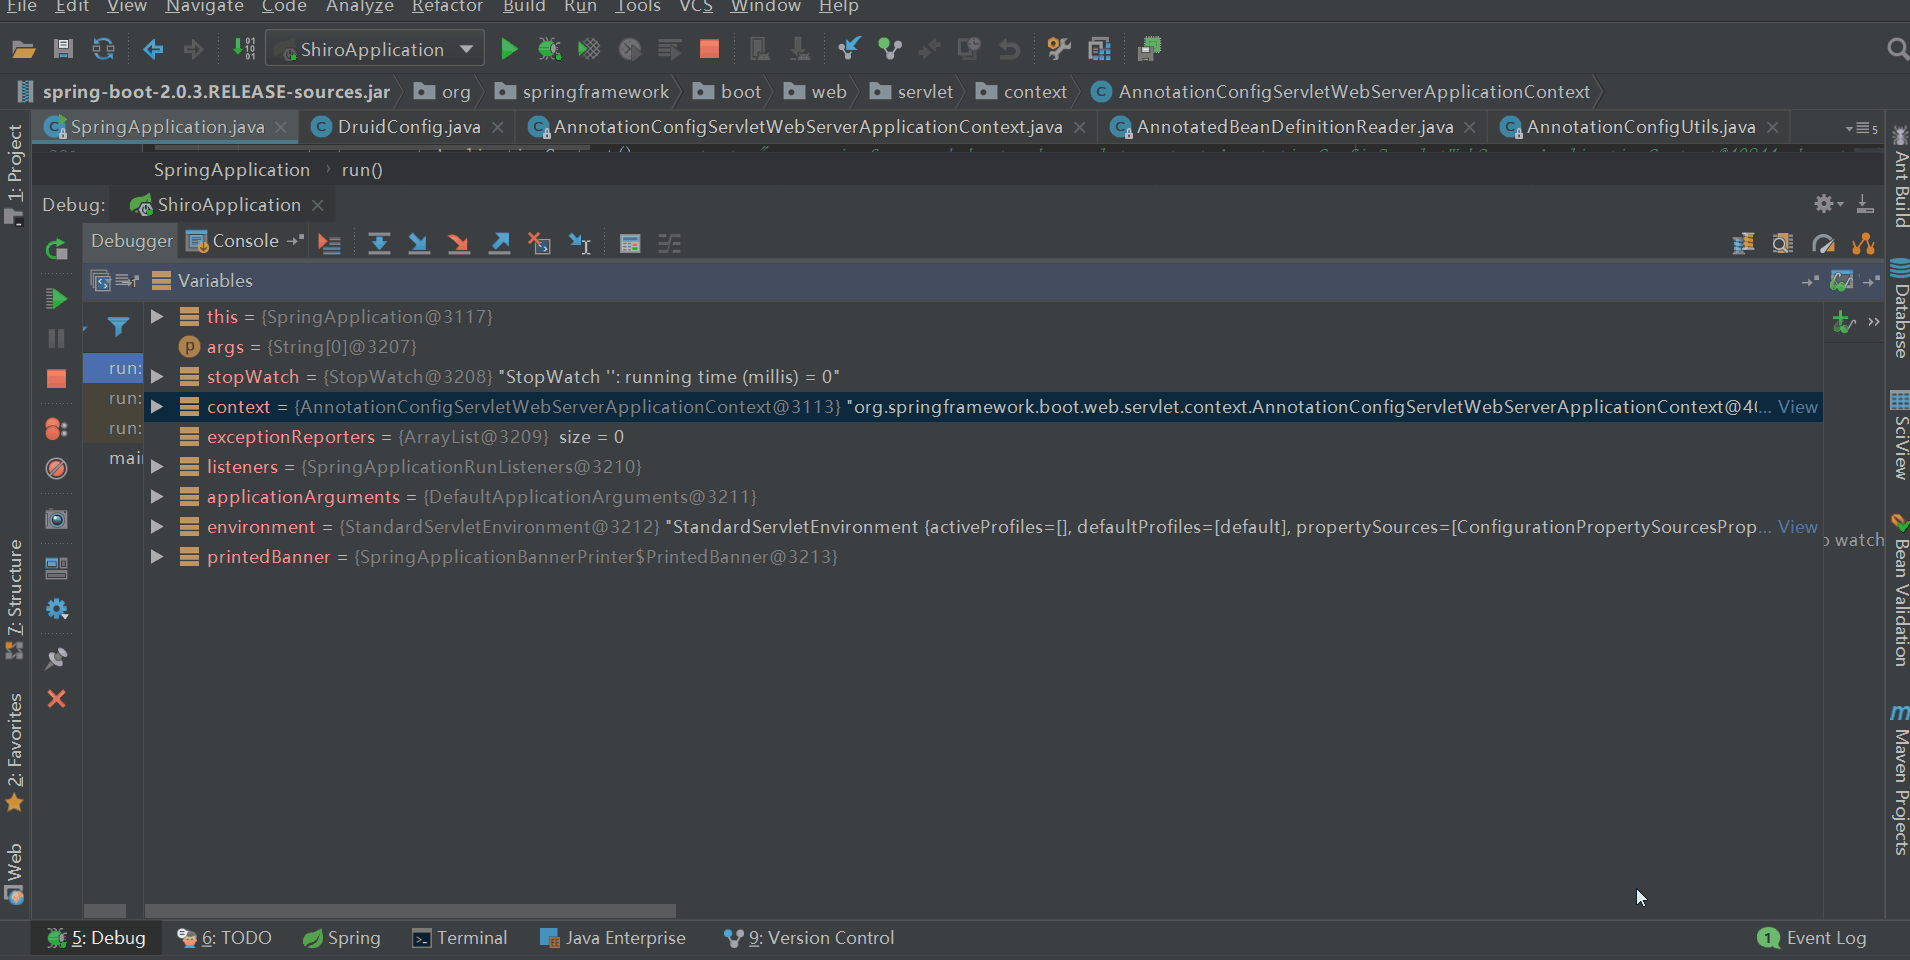 File Edit View Navigate Code Analyze Refactor Build Run Tools VCS Window Help
ShiroApplication
spring-boot-2.0.3.RELEASE-sources.jar org springframework boot web servlet context AnnotationConfigServletWebServerApplicationContext
SpringApplication.java DruidConfig.java AnnotationConfigServletWebServerApplicationContext.java AnnotatedBeanDefinitionReader.java AnnotationConfigUtils.java 5
SpringApplication › run()
Debug: ShiroApplication
Debugger Console
Variables
this = {SpringApplication@3117}
args = {String[0]@3207}
run: stopWatch = {StopWatch@3208} "StopWatch '': running time (millis) = 0"
run: context = {AnnotationConfigServletWebServerApplicationContext@3113} "org.springframework.boot.web.servlet.context.AnnotationConfigServletWebServerApplicationContext@4(... View
run: exceptionReporters = {ArrayList@3209} size = 0
mai listeners = {SpringApplicationRunListeners@3210}
applicationArguments = {DefaultApplicationArguments@3211}
environment = {StandardServletEnvironment@3212} "StandardServletEnvironment {activeProfiles=[], defaultProfiles=[default], propertySources=[ConfigurationPropertySourcesProp... View
watch
printedBanner = {SpringApplicationBannerPrinter$PrintedBanner@3213}
1: Project
7: Structure
2: Favorites
Web
Ant Build
Database
SciView
Bean Validation
Maven Projects
5: Debug 6: TODO Spring Terminal Java Enterprise 9: Version Control 1 Event Log